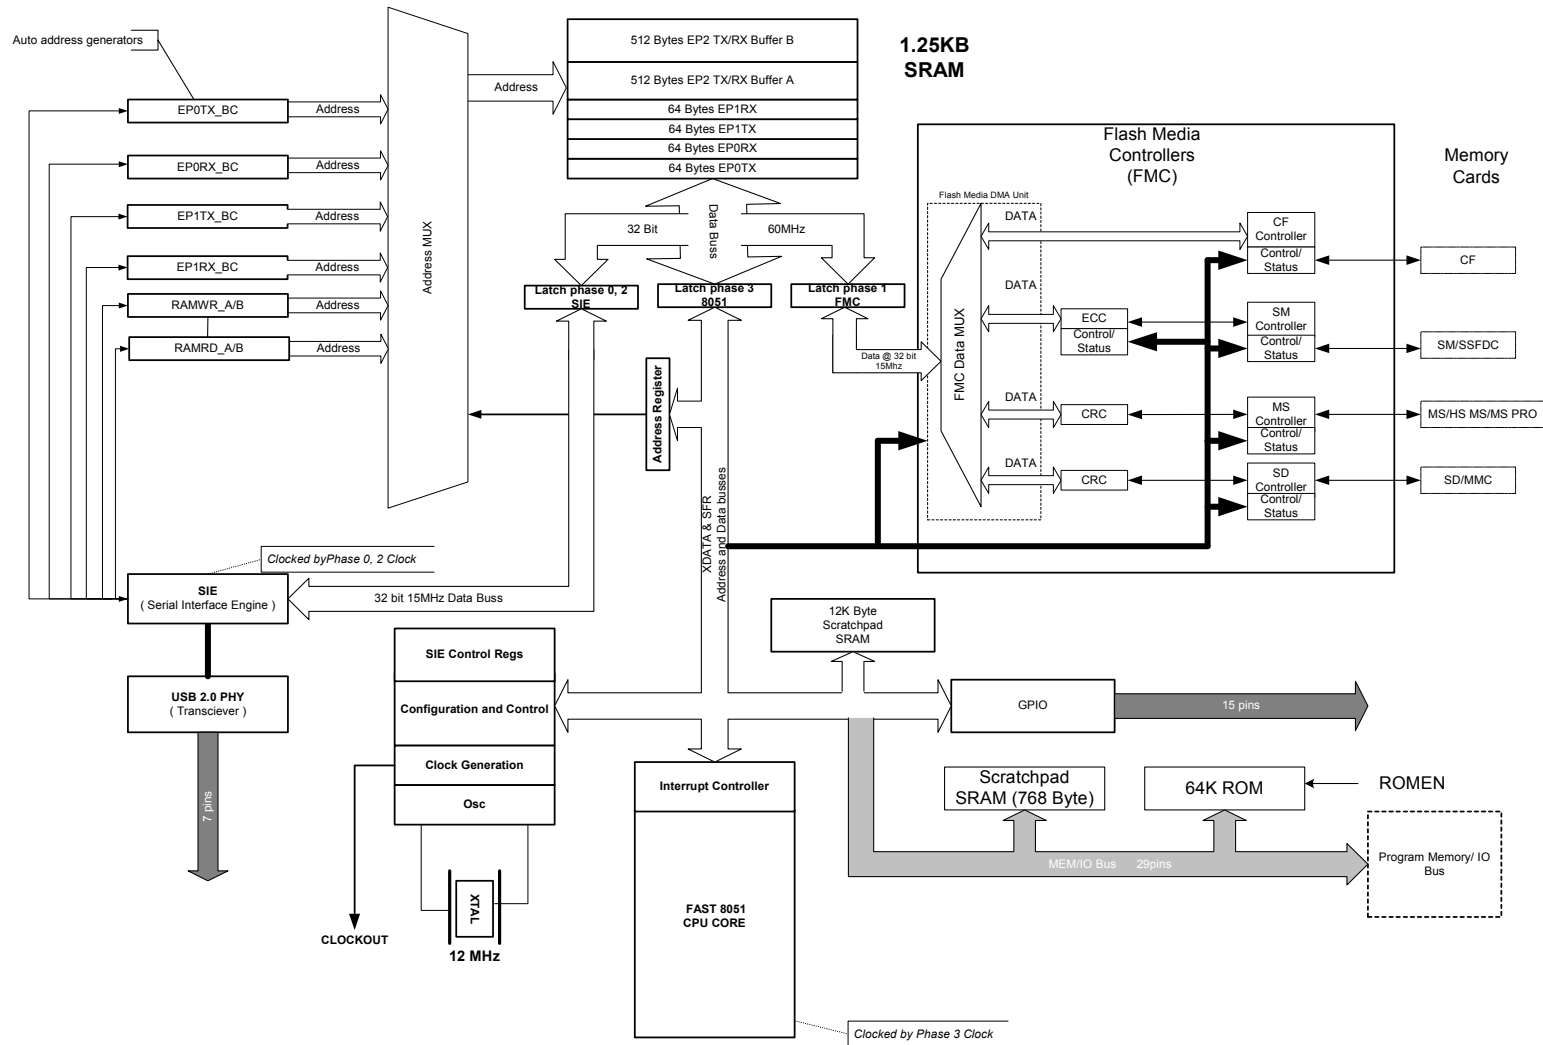 Auto address generators
EP0TX_BC
Address
EP0RX_BC
Address
EP1TX_BC
Address
EP1RX_BC
Address
RAMWR_A/B
RAMRD_A/B
Address
Address MUX
Address
512 Bytes EP2 TX/RX Buffer B
512 Bytes EP2 TX/RX Buffer A
64 Bytes EP1RX
64 Bytes EP1TX
64 Bytes EP0RX
64 Bytes EP0TX
1.25KB
SRAM
32 Bit
Data Buss
60MHz
Latch phase 0, 2
SIE
Latch phase 3
8051
Latch phase 1
FMC
Data @ 32 bit
15Mhz
Address Register
XDATA & SFR
Address and Data busses
Flash Media
Controllers
(FMC)
Flash Media DMA Unit
FMC Data MUX
DATA
CF
Controller
Control/
Status
DATA
ECC
Control/
Status
SM
Controller
Control/
Status
DATA
CRC
MS
Controller
Control/
Status
DATA
CRC
SD
Controller
Control/
Status
Memory
Cards
CF
SM/SSFDC
MS/HS MS/MS PRO
SD/MMC
Clocked byPhase 0, 2 Clock
SIE
( Serial Interface Engine )
32 bit 15MHz Data Buss
USB 2.0 PHY
( Transciever )
7 pins
SIE Control Regs
Configuration and Control
Clock Generation
Osc
XTAL
12 MHz
CLOCKOUT
12K Byte
Scratchpad
SRAM
GPIO
15 pins
Interrupt Controller
FAST 8051
CPU CORE
Clocked by Phase 3 Clock
Scratchpad
SRAM (768 Byte)
64K ROM
ROMEN
MEM/IO Bus 29pins
Program Memory/ IO
Bus